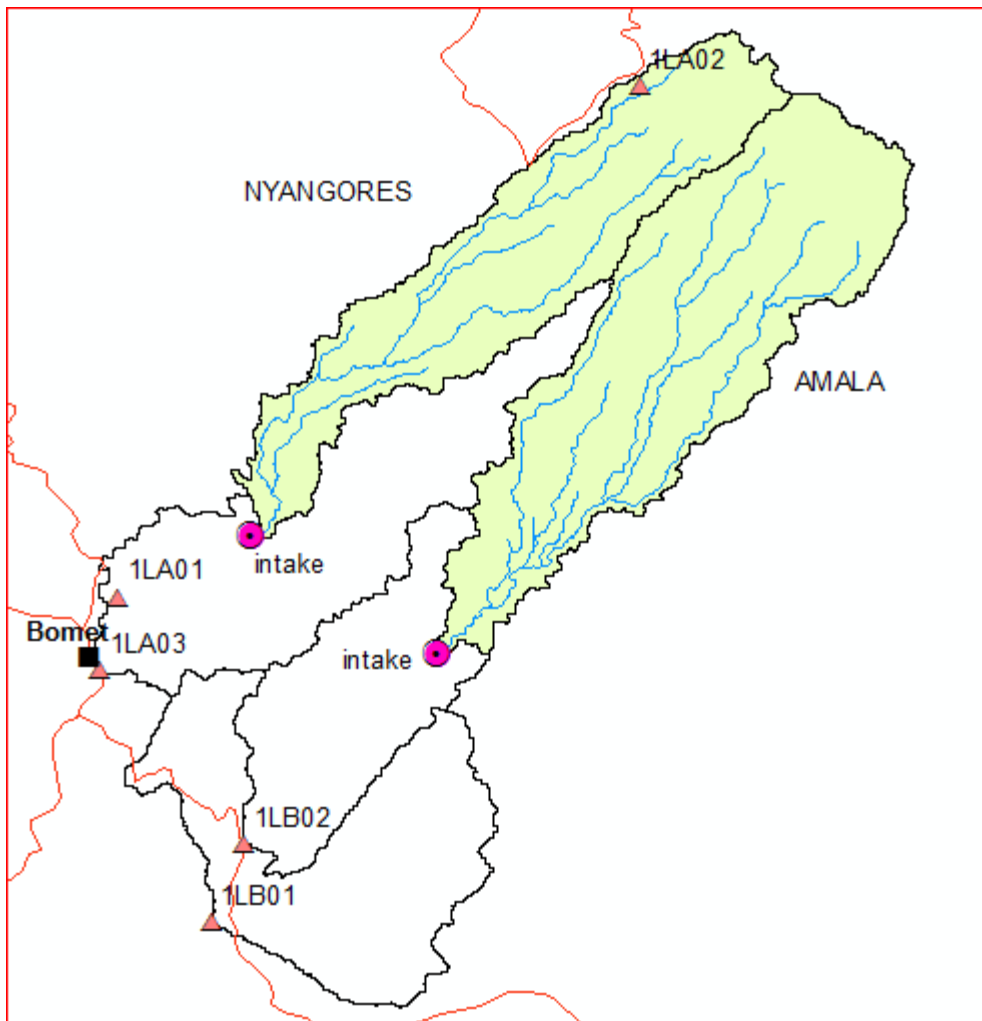 1LA02
NYANGORES
AMALA
intake
1LA01
Bomet
1LA03
intake
1LB02
1LB01